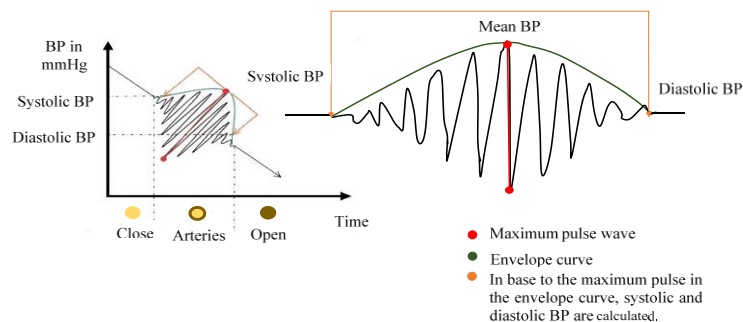 BP in
mmHg
Systolic BP
Diastolic BP
Close
Arteries
Open
Time
Mean BP
Svstolic BP
Diastolic BP
Maximum pulse wave
Envelope curve
In base to the maximum pulse in
the envelope curve, systolic and
diastolic BP are calculated.